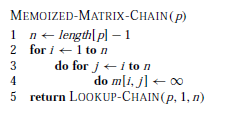 MEMOIZED-MATRIX-CHAIN(p)
1 n ← length[p] – 1
2 for i ← 1 to n
3 do for j ← i to n
4 do m[i, j] ← ∞
5 return LOOKUP-CHAIN(p, 1, n)